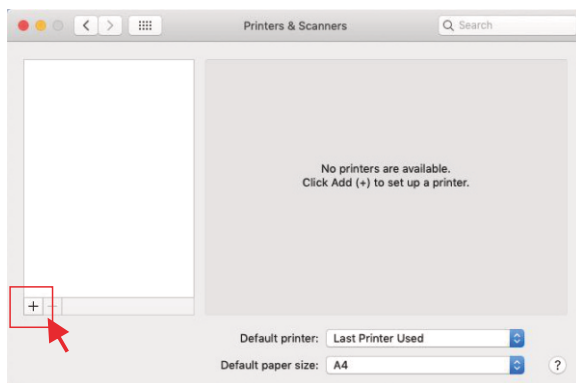 Printers & Scanners
Search
No printers are available.
Click Add (+) to set up a printer.
+ −
Default printer: Last Printer Used
Default paper size: A4
?